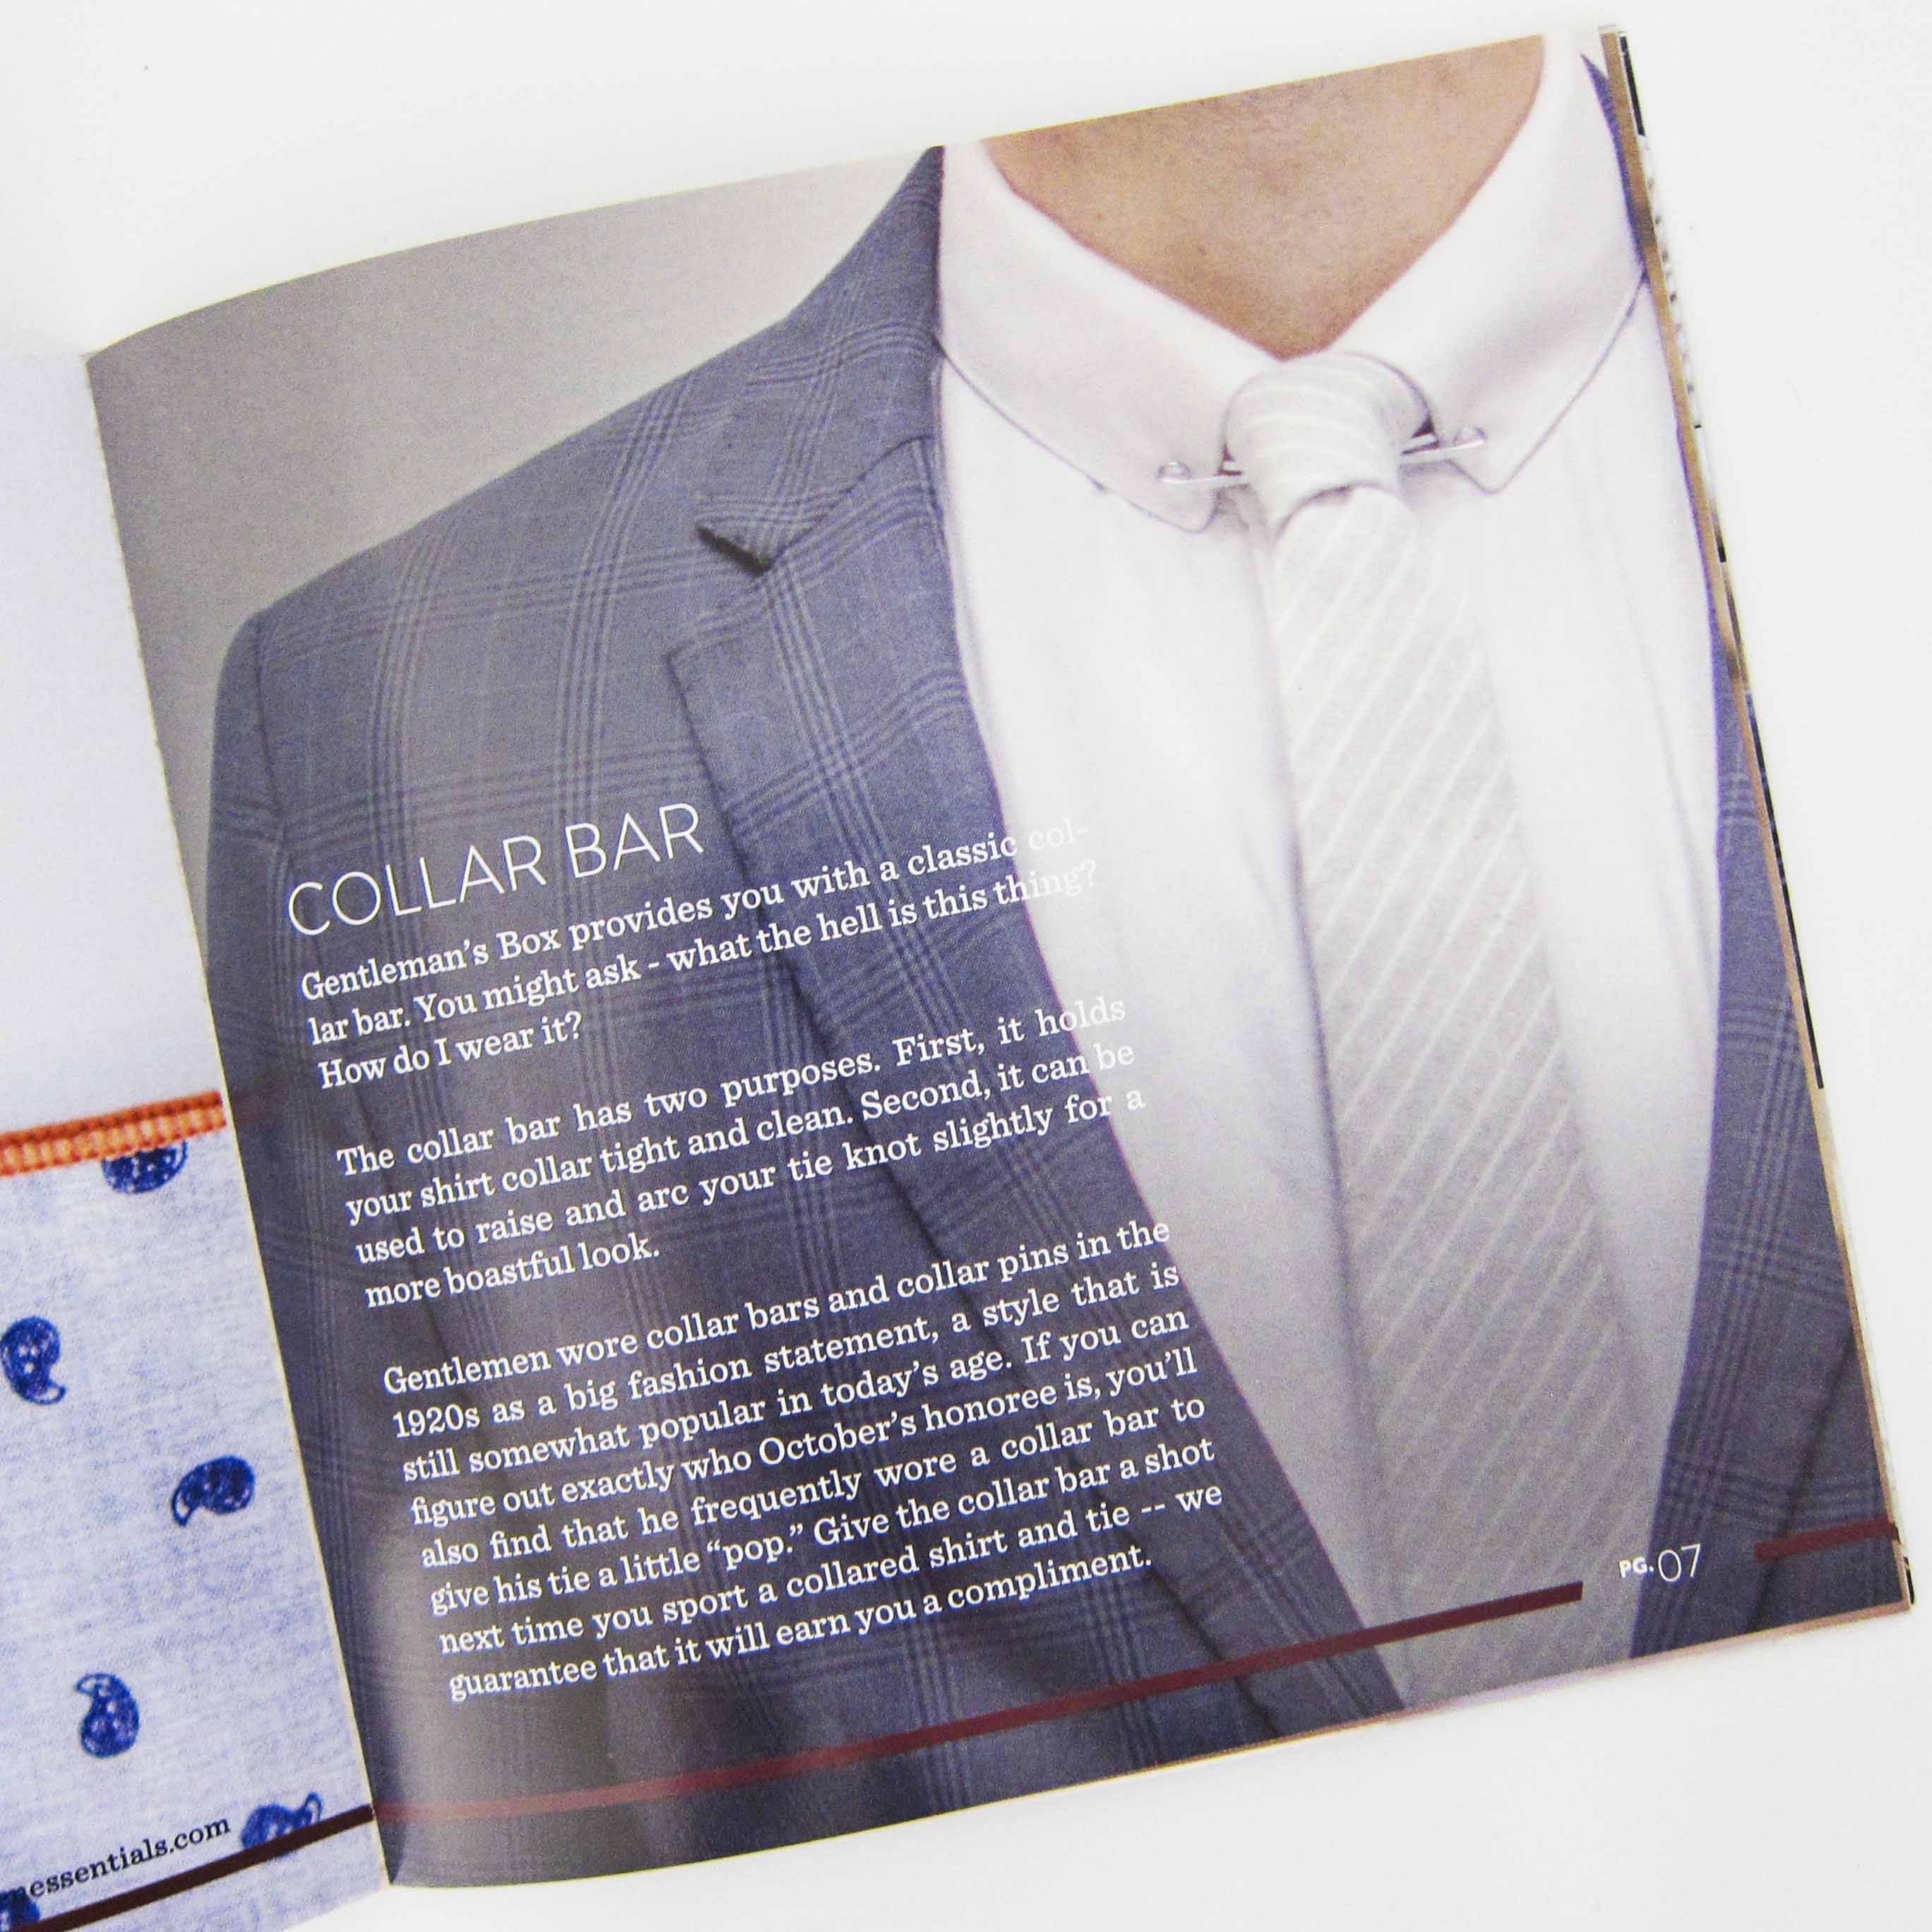 COLLAR BAR
Gentleman's Box provides you with a classic col-
lar bar. You might ask - what the hell is this thing?
How do I wear it?
The collar bar has two purposes. First, it holds
your shirt collar tight and clean. Second, it can be
used to raise and arc your tie knot slightly for a
more boastful look.
Gentlemen wore collar bars and collar pins in the
1920s as a big fashion statement, a style that is
still somewhat popular in today's age. If you can
figure out exactly who October's honoree is, you'll
also find that he frequently wore a collar bar to
give his tie a little “pop.” Give the collar bar a shot
next time you sport a collared shirt and tie -- we
guarantee that it will earn you a compliment.
PG. 07
essentials.com